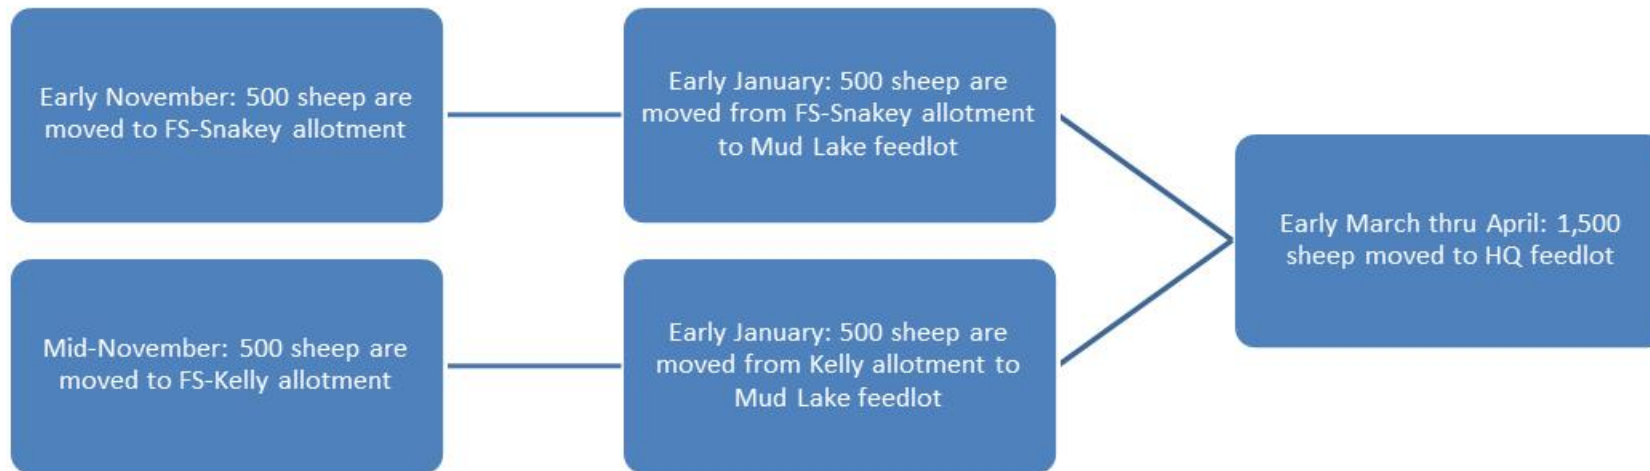 Early November: 500 sheep are
moved to FS-Snakey allotment
Early January: 500 sheep are
moved from FS-Snakey allotment
to Mud Lake feedlot
Mid-November: 500 sheep are
moved to FS-Kelly allotment
Early January: 500 sheep are
moved from Kelly allotment to
Mud Lake feedlot
Early March thru April: 1,500
sheep moved to HQ feedlot